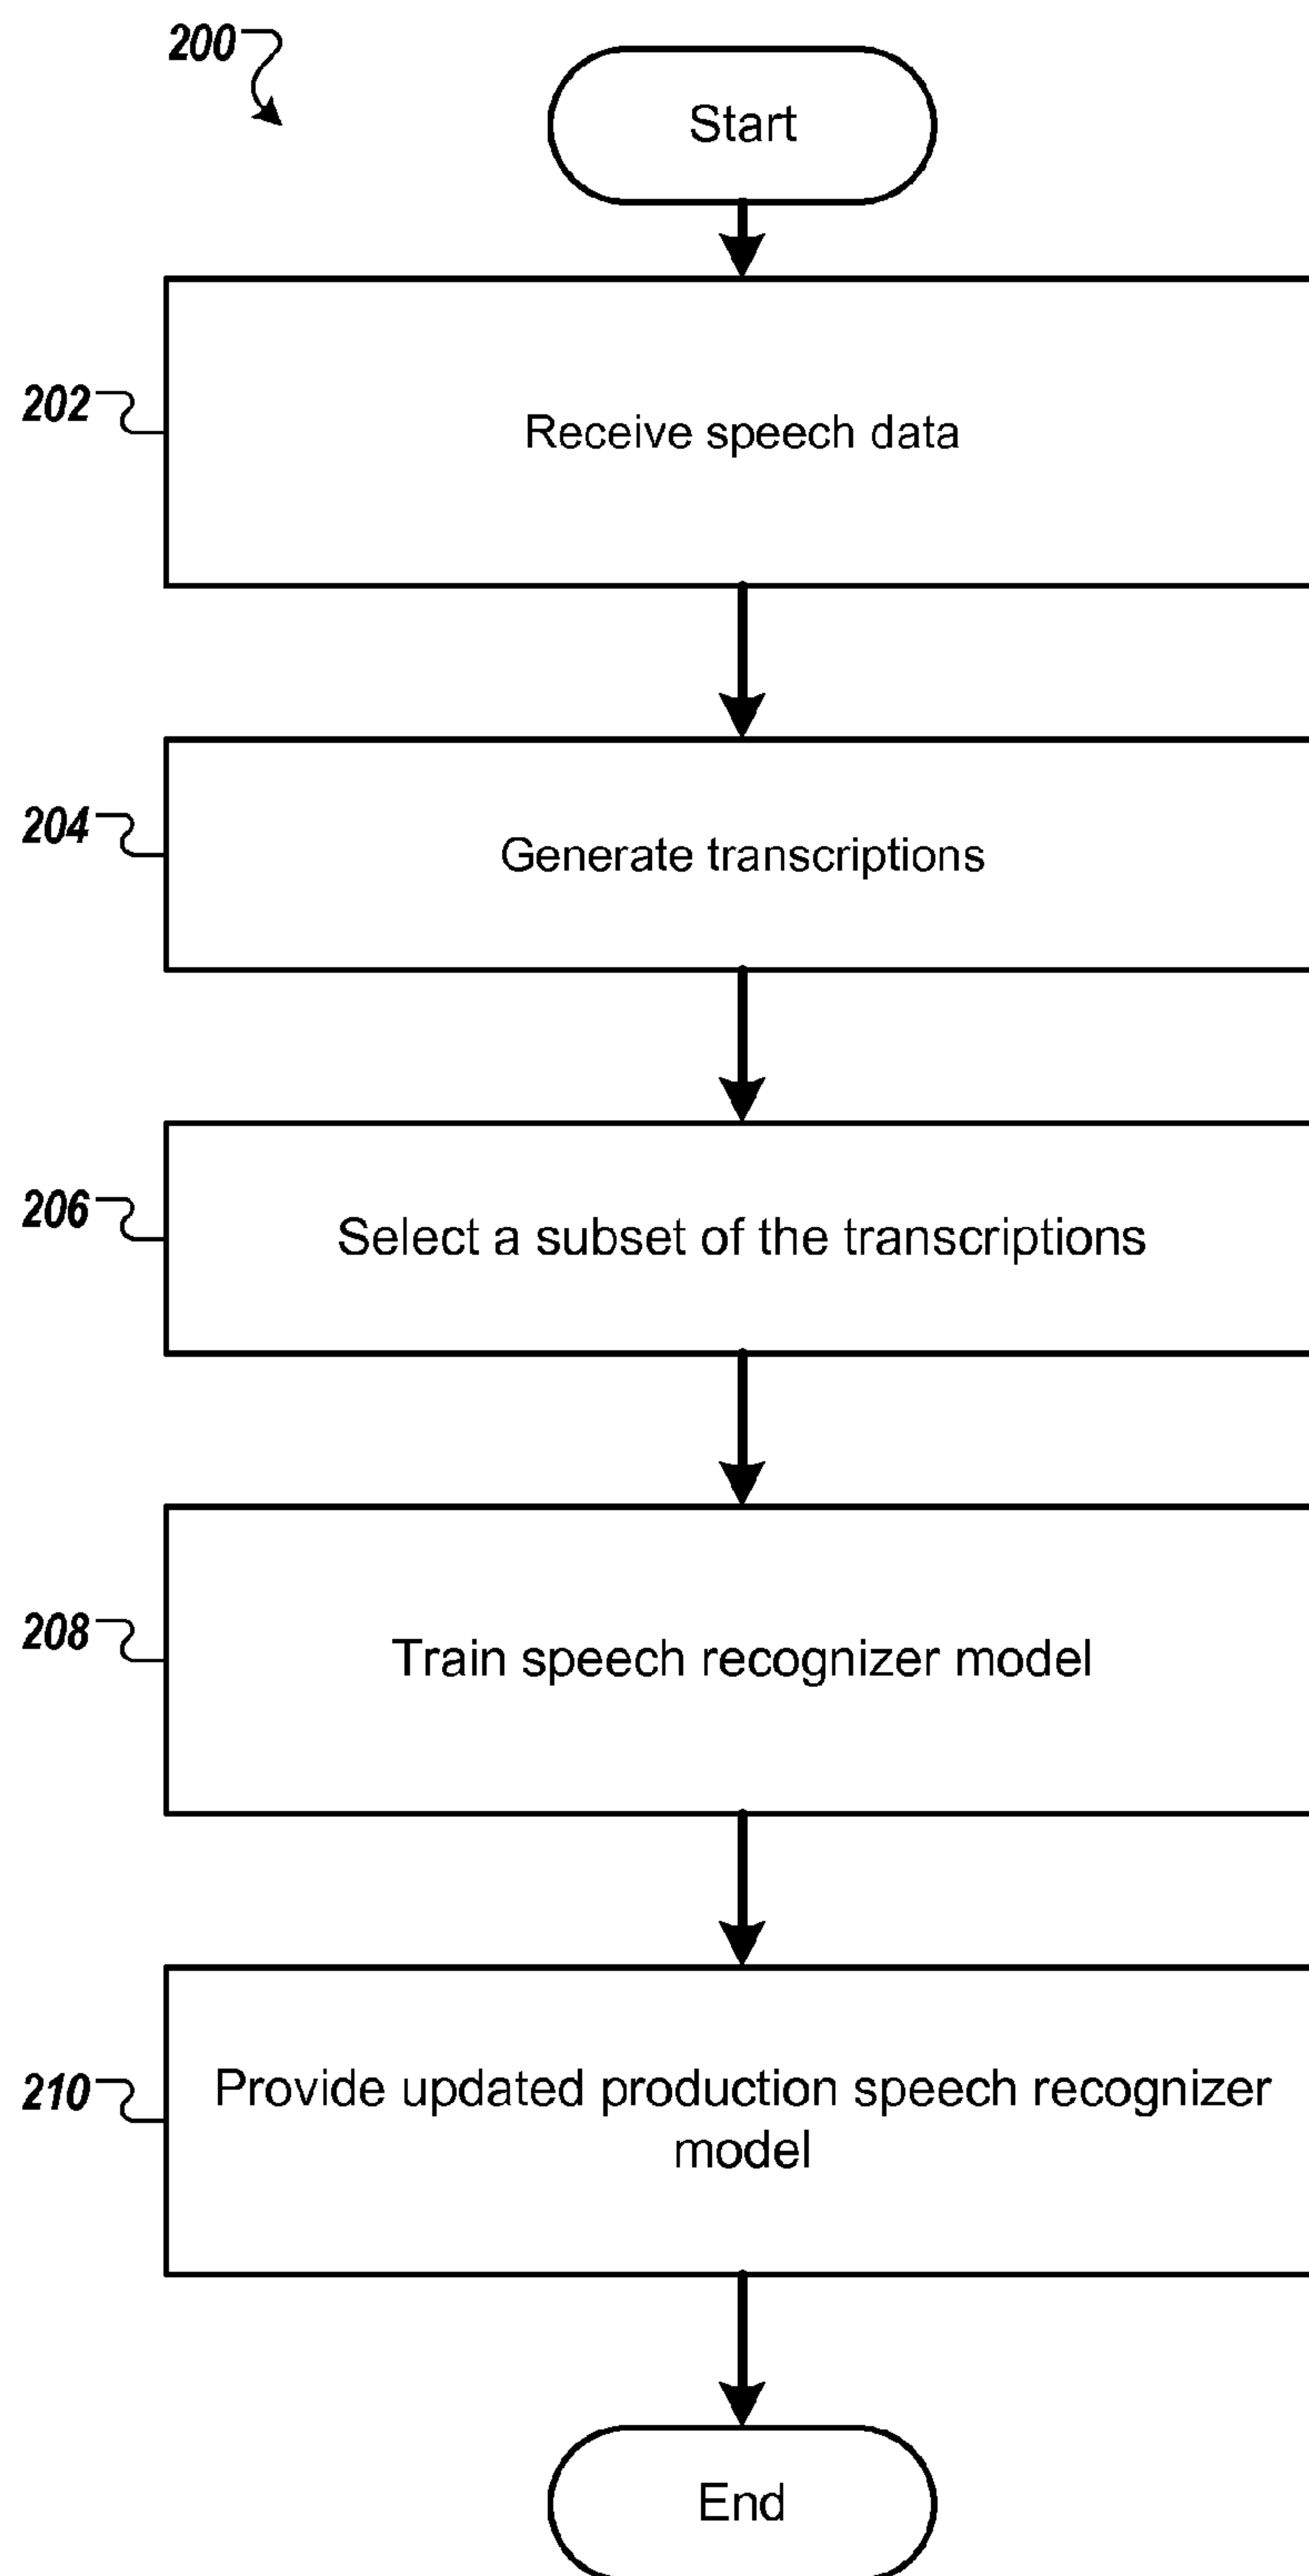 200
Start
202
Receive speech data
204
Generate transcriptions
206
Select a subset of the transcriptions
208
Train speech recognizer model
210
Provide updated production speech recognizer
model
End